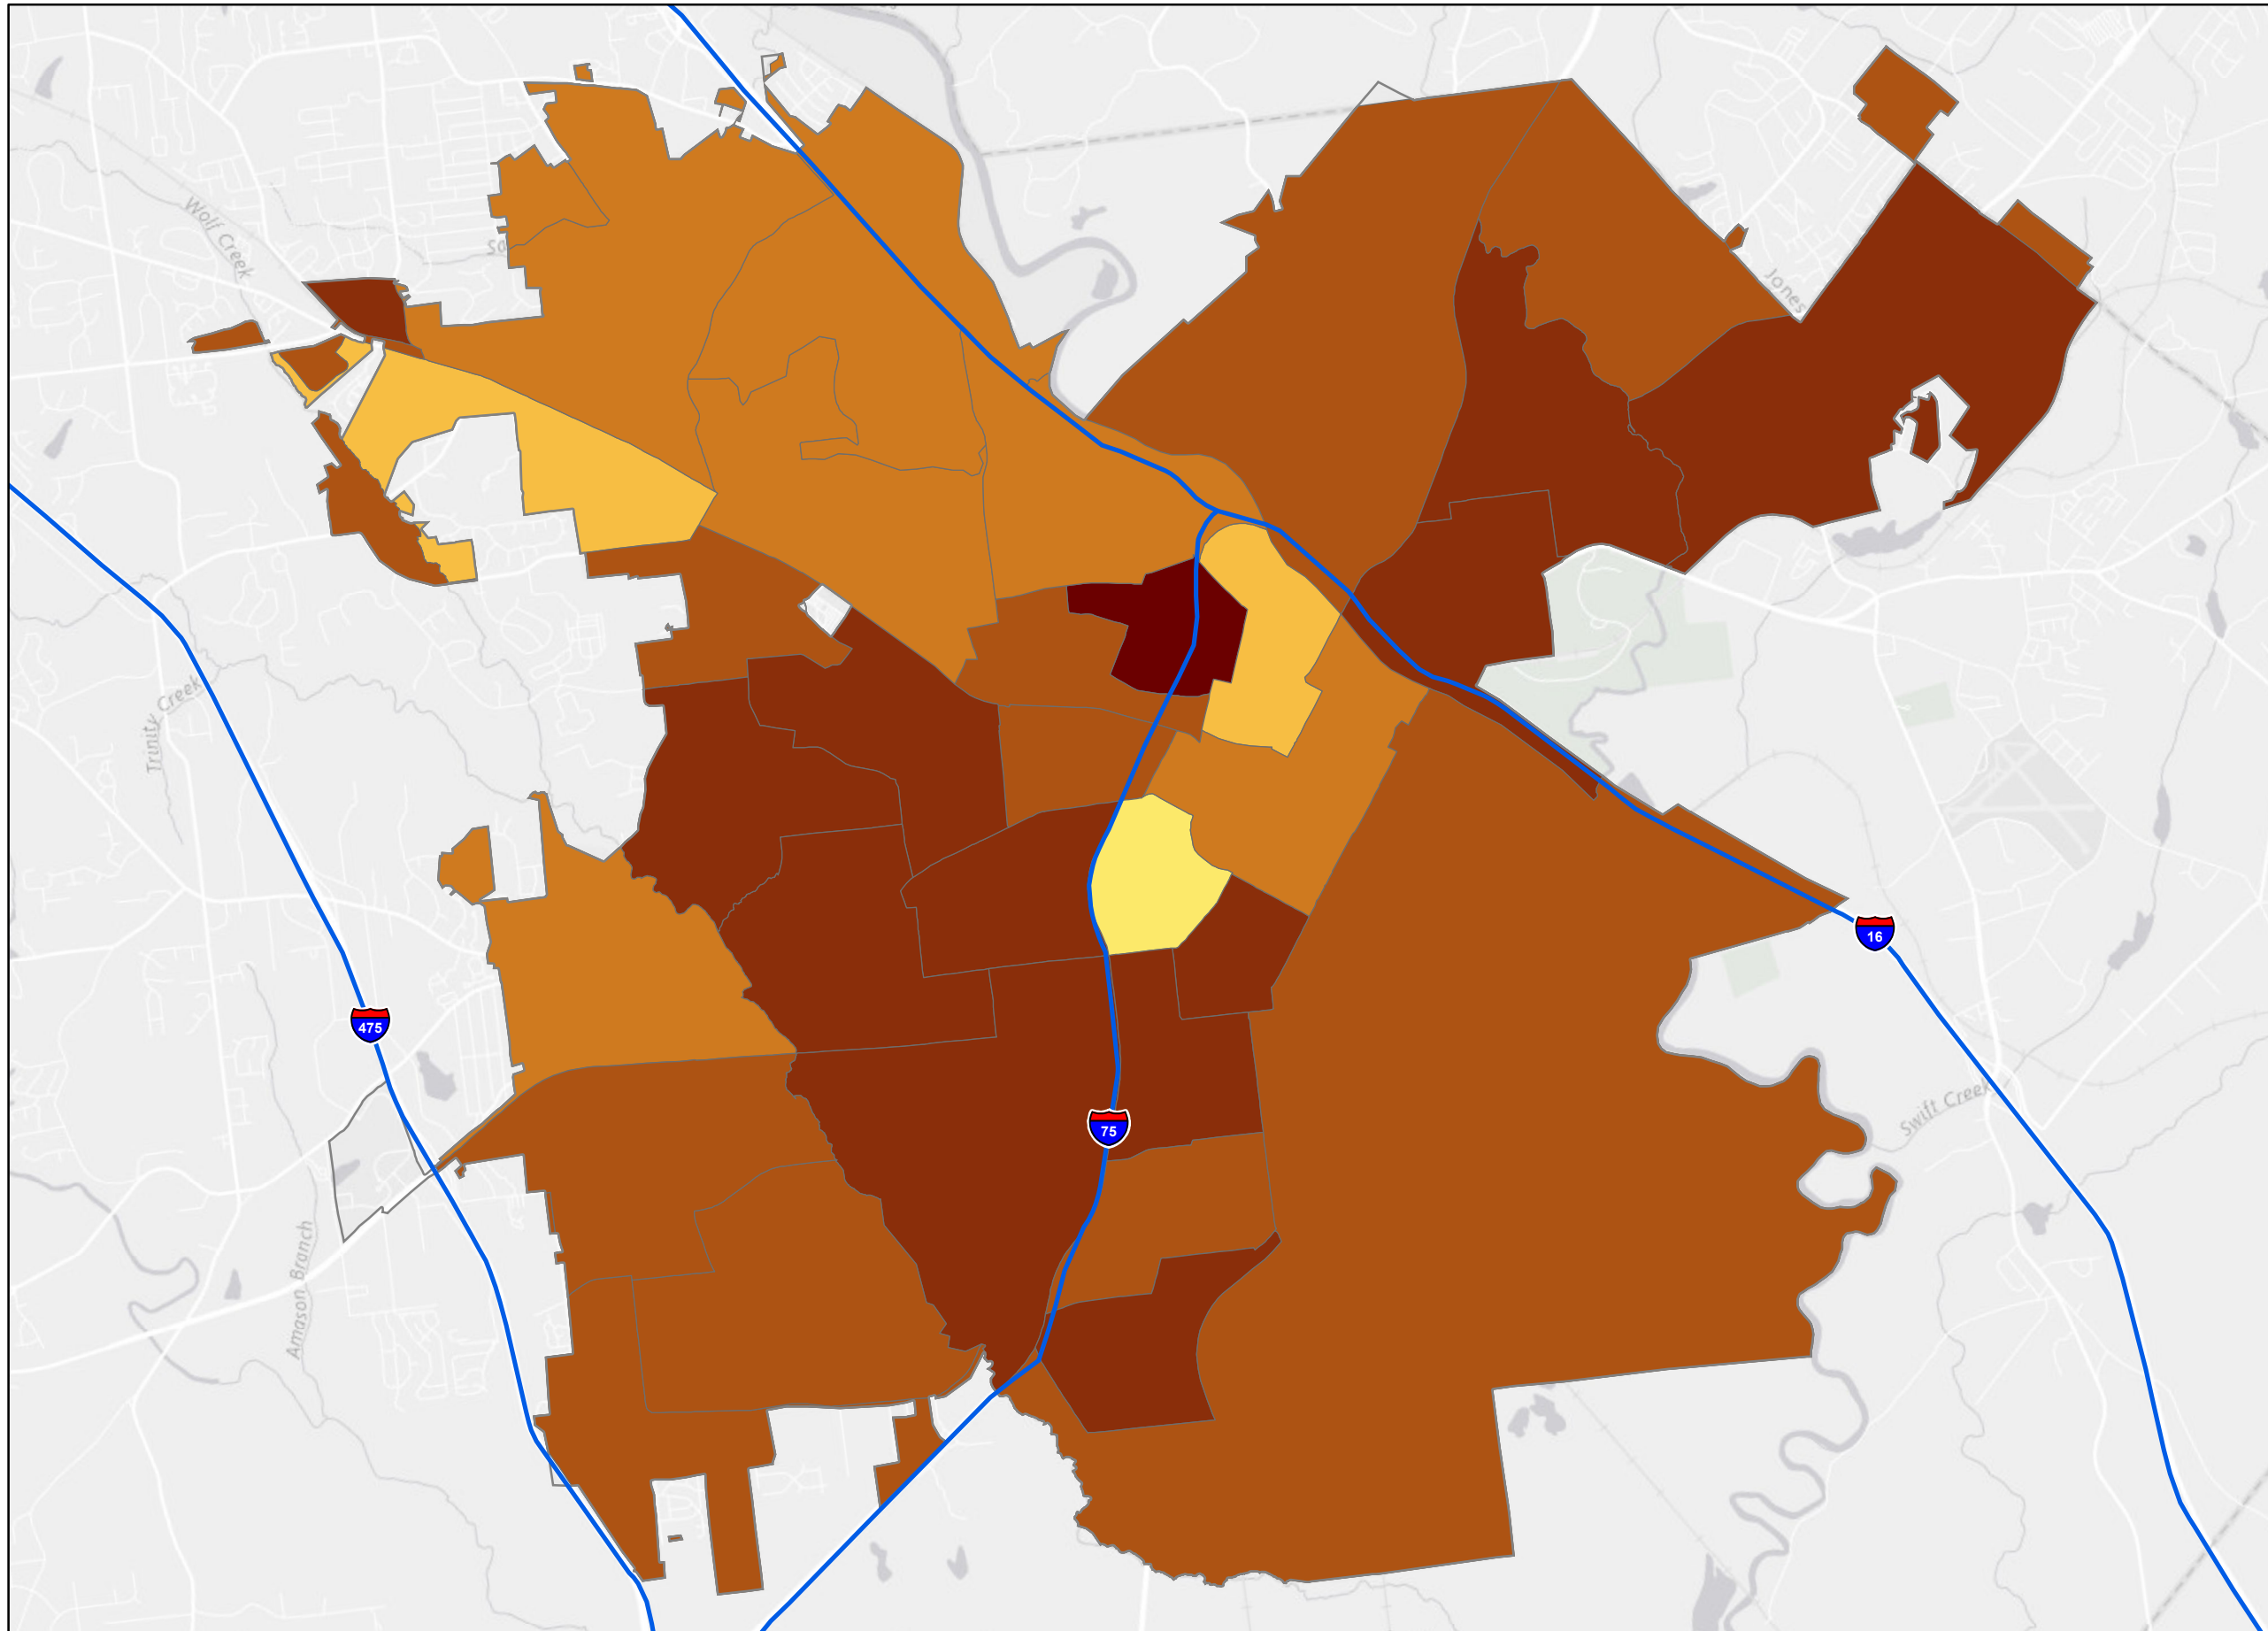 Wolf Creek
Jones
Trinity Creek
16
475
75
Swift Creek
Amason Branch